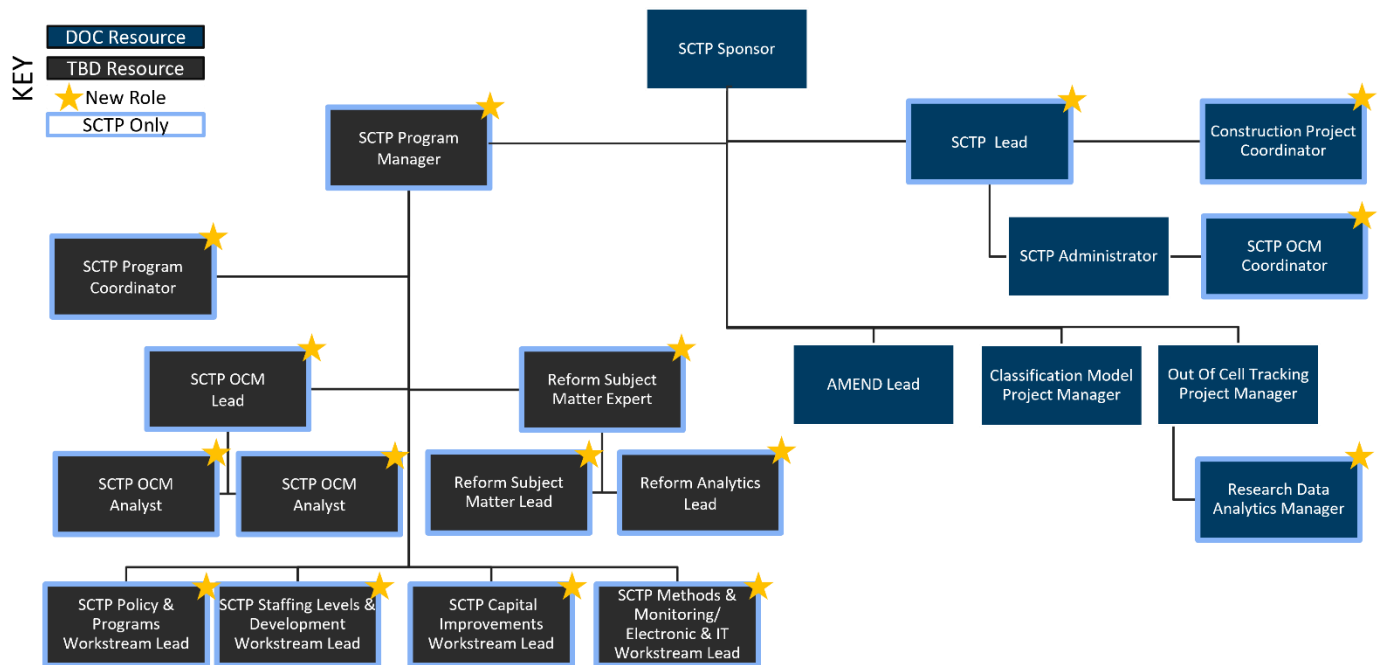 KEY
DOC Resource
TBD Resource
New Role
SCTP Only
SCTP Sponsor
SCTP Program
Manager
SCTP Lead
Construction Project
Coordinator
SCTP Program
Coordinator
SCTP Administrator
SCTP OCM
Coordinator
SCTP OCM
Lead
Reform Subject
Matter Expert
AMEND Lead
Classification Model
Project Manager
Out Of Cell Tracking
Project Manager
SCTP OCM
Analyst
SCTP OCM
Analyst
Reform Subject
Matter Lead
Reform Analytics
Lead
Research Data
Analytics Manager
SCTP Policy &
Programs
Workstream Lead
SCTP Staffing Levels &
Development
Workstream Lead
SCTP Capital
Improvements
Workstream Lead
SCTP Methods &
Monitoring/
Electronic & IT
Workstream Lead